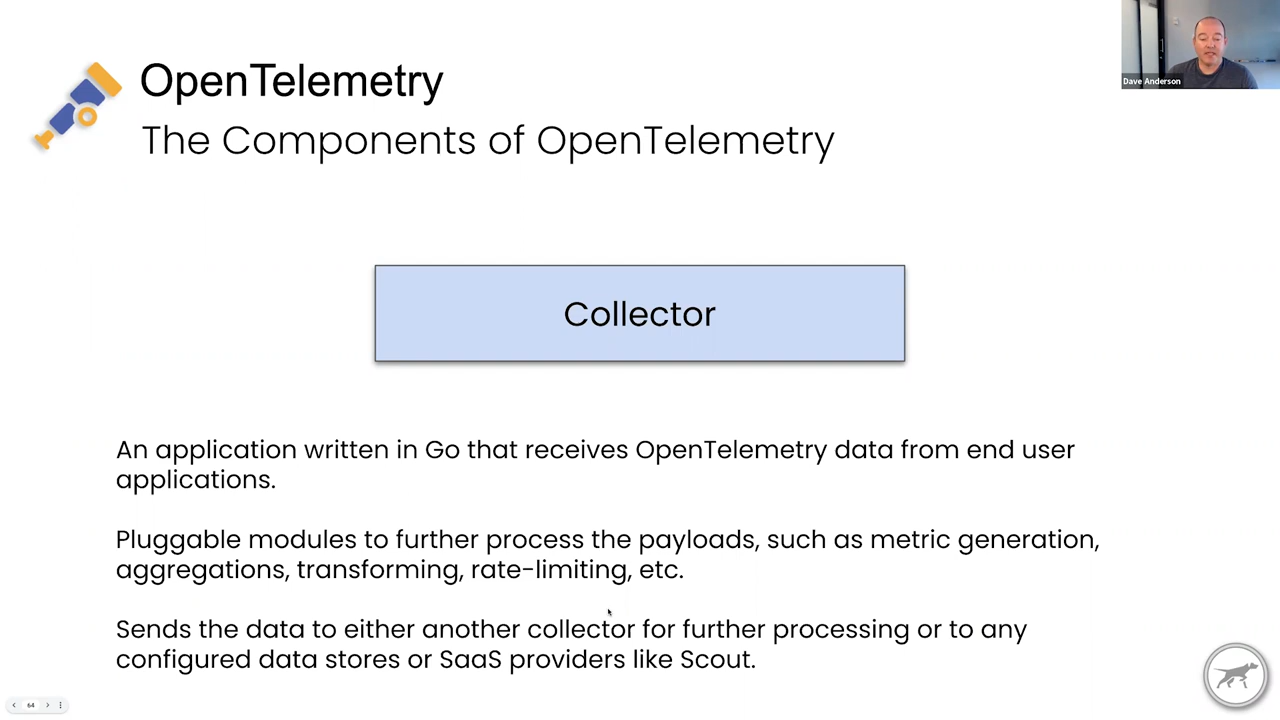 OpenTelemetry
The Components of OpenTelemetry
Dave Anderson
Collector
An application written in Go that receives OpenTelemetry data from end user
applications.
Pluggable modules to further process the payloads, such as metric generation,
aggregations, transforming, rate-limiting, etc.
Sends the data to either another collector for further processing or to any
configured data stores or SaaS providers like Scout.
64